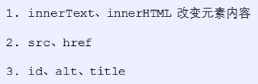 1. innerText、innerHTML 改变元素内容
2. src、href
3. id、alt、title